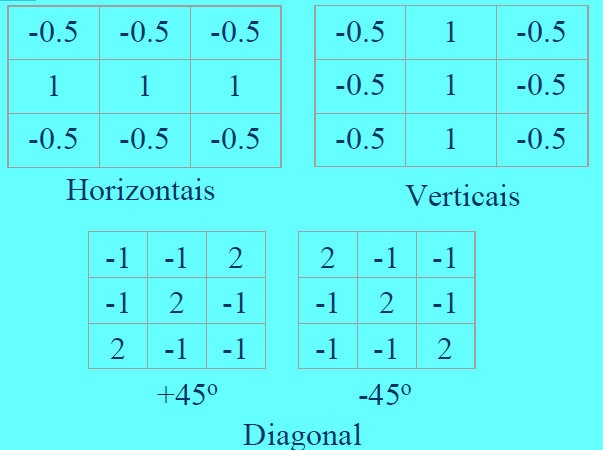 -0.5 -0.5 -0.5 -0.5 1 -0.5
1 1 1 -0.5 1 -0.5
-0.5 -0.5 -0.5 -0.5 1 -0.5
Horizontais Verticais
-1 -1 2 2 -1 -1
-1 2 -1 -1 2 -1
2 -1 -1 -1 -1 2
+45º -45º
Diagonal